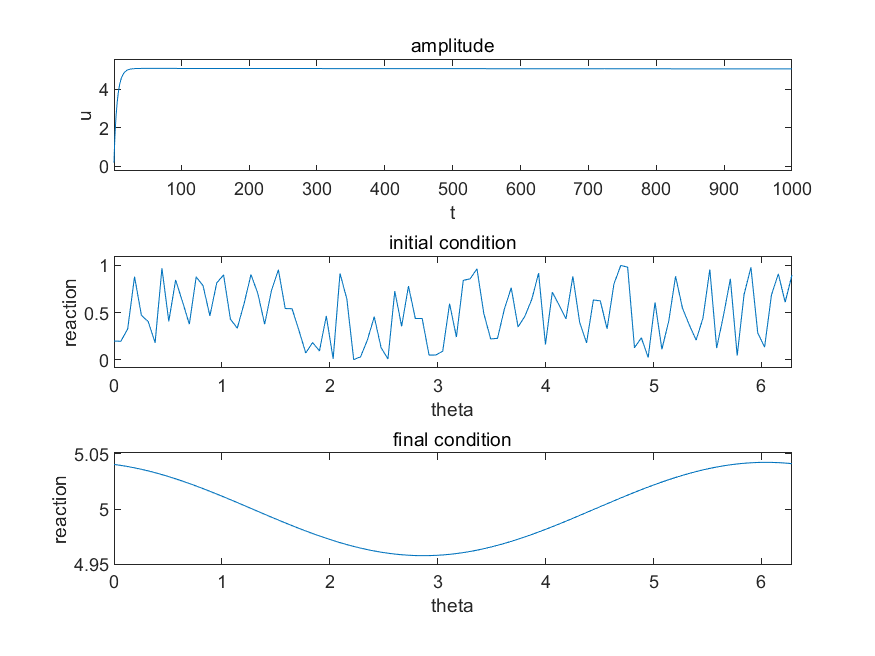 amplitude
4
2
0
u
100 200 300 400 500 600 700 800 900 1000
t
initial condition
1
0.5
0
reaction
0 1 2 3 4 5 6
theta
final condition
5.05
5
4.95
reaction
0 1 2 3 4 5 6
theta